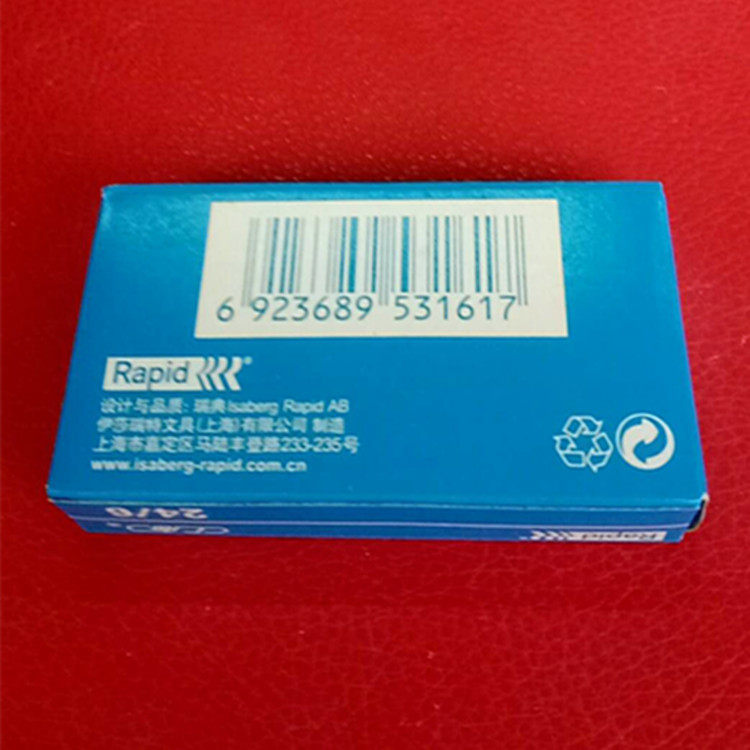 6 923689 531617
Rapid®
设计与品质: 瑞典Isaberg Rapid AB
伊莎瑞特文具(上海)有限公司 制造
上海市嘉定区马陆丰登路233-235号
www.isaberg-rapid.com.cn
24/6
Rapid